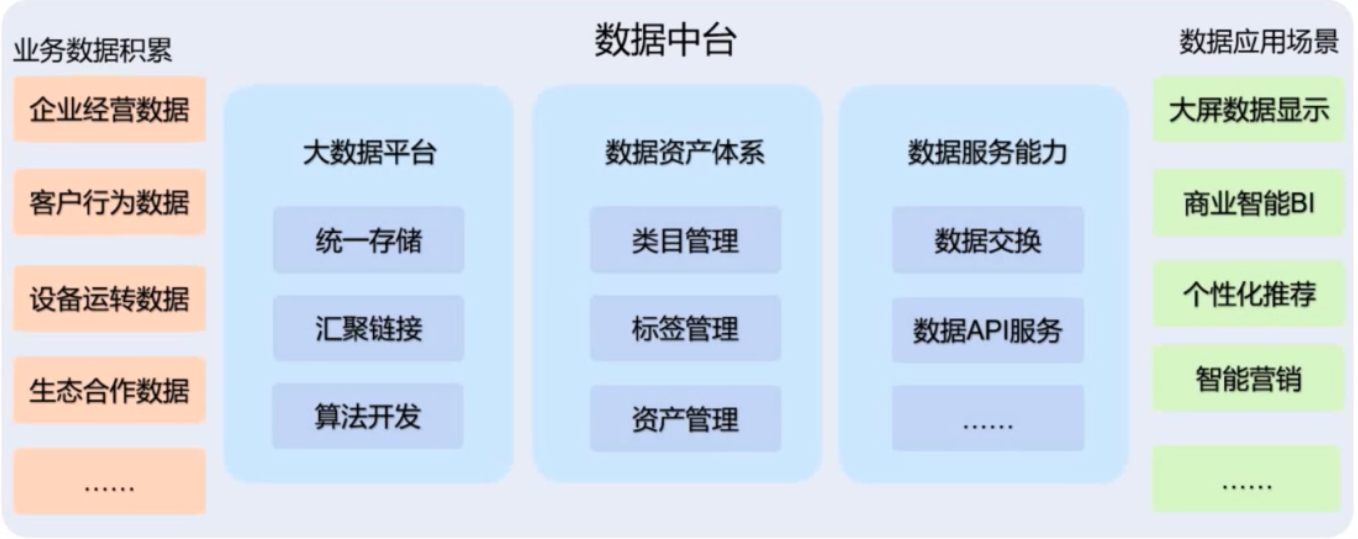 数据中台
业务数据积累
企业经营数据
客户行为数据
设备运转数据
生态合作数据
……
大数据平台
统一存储
汇聚链接
算法开发
数据资产体系
类目管理
标签管理
资产管理
数据服务能力
数据交换
数据API服务
……
数据应用场景
大屏数据显示
商业智能BI
个性化推荐
智能营销
……